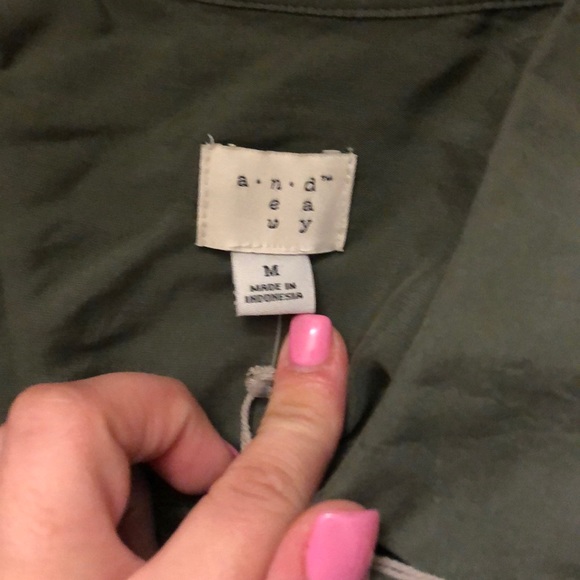 a · n · d™
e a
w y
M
MADE IN
INDONESIA